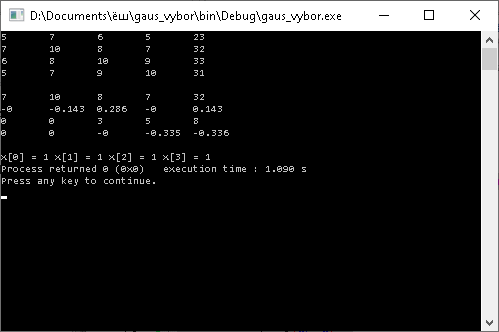 D:\Documents\ёш\gaus_vybor\bin\Debug\gaus_vybor.exe
5 7 6 5 23
7 10 8 7 32
6 8 10 9 33
5 7 9 10 31
7 10 8 7 32
-0 -0.143 0.286 -0 0.143
0 0 3 5 8
0 0 -0 -0.335 -0.336
x[0] = 1 x[1] = 1 x[2] = 1 x[3] = 1
Process returned 0 (0x0) execution time : 1.090 s
Press any key to continue.